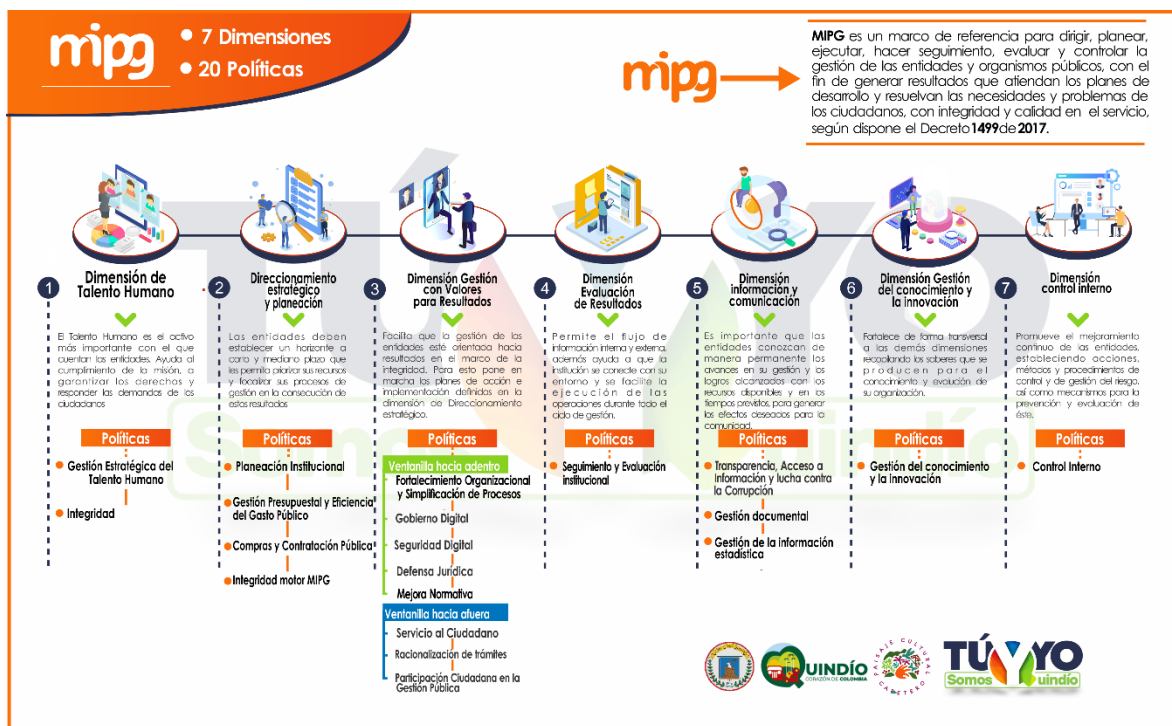 mipg
• 7 Dimensiones
• 20 Políticas
mipg
MIPG es un marco de referencia para dirigir, planear,
ejecutar, hacer seguimiento, evaluar y controlar la
gestión de las entidades y organismos públicos, con el
fin de generar resultados que atiendan los planes de
desarrollo y resuelvan las necesidades y problemas de
los ciudadanos, con integridad y calidad en el servicio,
según dispone el Decreto 1499 de 2017.
1
Dimensión de
Talento Humano
El Talento Humano es el activo
más importante con el que
cuentan las entidades. Ayuda al
cumplimiento de la misión, a
garantizar los derechos y
responder las demandas de los
ciudadanos
Políticas
Gestión Estratégica del
Talento Humano
Integridad
2
Direccionamiento
estratégico
y planeación
Las entidades deben
establecer un horizonte a
corto y mediano plazo que
les permita priorizar sus recursos
y focalizar sus procesos de
gestión en la consecución de
estos resultados
Políticas
Planeación Institucional
Gestión Presupuestal y Eficiencia
del Gasto Público
Compras y Contratación Pública
Integridad motor MIPG
3
Dimensión Gestión
con Valores
para Resultados
Facilita que la gestión de las
entidades esté orientada hacia
resultados en el marco de la
integridad. Para esto pone en
marcha los planes de acción e
implementación definidos en la
dimensión de Direccionamiento
estratégico.
Políticas
Ventanilla hacia adentro
Fortalecimiento Organizacional
y Simplificación de Procesos
Gobierno Digital
Seguridad Digital
Defensa Jurídica
Mejora Normativa
Ventanilla hacia afuera
Servicio al Ciudadano
Racionalización de trámites
Participación Ciudadana en la
Gestión Pública
4
Dimensión
Evaluación
de Resultados
Permite el flujo de
información interna y externa,
además ayuda a que la
institución se conecte con su
entorno y se facilite la
ejecución de las
operaciones durante todo el
ciclo de gestión.
Políticas
Seguimiento y Evaluación
institucional
5
Dimensión
información y
comunicación
Es importante que las
entidades conozcan de
manera permanente los
avances en su gestión y los
logros alcanzados con los
recursos disponibles y en los
tiempos previstos, para generar
los efectos deseados para la
comunidad.
Políticas
Transparencia, Acceso a
Información y lucha contra
la Corrupción
Gestión documental
Gestión de la información
estadística
6
Dimensión Gestión
del conocimiento y
la innovación
Fortalece de forma transversal
a las demás dimensiones
recopilando los saberes que se
producen para el
conocimiento y evolución de
su organización.
Políticas
Gestión del conocimiento
y la Innovación
7
Dimensión
control interno
Promueve el mejoramiento
continuo de las entidades,
estableciendo acciones,
métodos y procedimientos de
control y de gestión del riesgo,
así como mecanismos para la
prevención y evaluación de
éste.
Políticas
Control Interno
TÚ Y YO
Somos Quindío
QUINDÍO
CORAZÓN DE COLOMBIA
PAISAJE CULTURAL
CAFETERO
TÚ Y YO
Somos Quindío